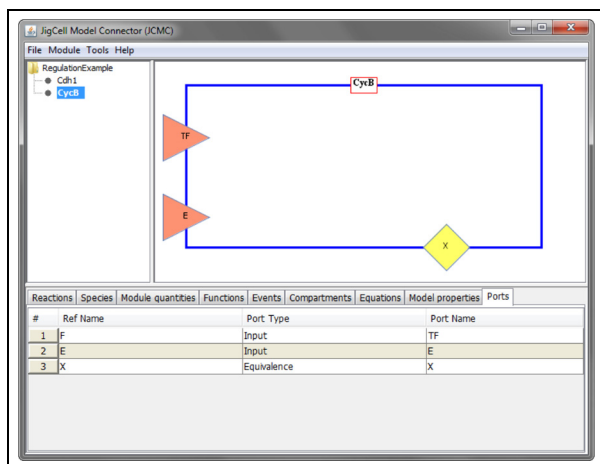 JigCell Model Connector (JCMC)
File Module Tools Help
RegulationExample
Cdh1
CycB
CycB
TF
E
X
Reactions Species Module quantities Functions Events Compartments Equations Model properties Ports
# Ref Name Port Type Port Name
1 F Input TF
2 E Input E
3 X Equivalence X